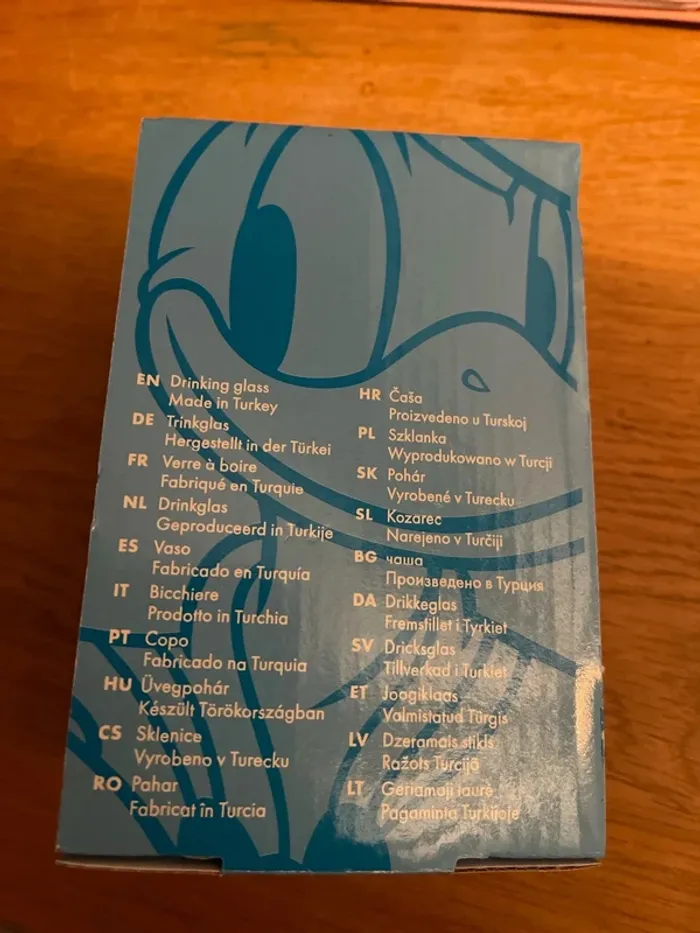 EN Drinking glass
Made in Turkey
DE Trinkglas
Hergestellt in der Türkei
FR Verre à boire
Fabriqué en Turquie
NL Drinkglas
Geproduceerd in Turkije
ES Vaso
Fabricado en Turquía
IT Bicchiere
Prodotto in Turchia
PT Copo
Fabricado na Turquia
HU Üvegpohár
Készült Törökországban
CS Sklenice
Vyrobeno v Turecku
RO Pahar
Fabricat în Turcia
HR Čaša
Proizvedeno u Turskoj
PL Szklanka
Wyprodukowano w Turcji
SK Pohár
Vyrobené v Turecku
SL Kozarec
Narejeno v Turčiji
BG чаша
Произведено в Турция
DA Drikkeglas
Fremstillet i Tyrkiet
SV Dricksglas
Tillverkad i Turkiet
ET Joogiklaas
Valmistatud Türgis
LV Dzeramais stikls
Ražots Turcijā
LT Geriamoji taurė
Pagaminta Turkijoje